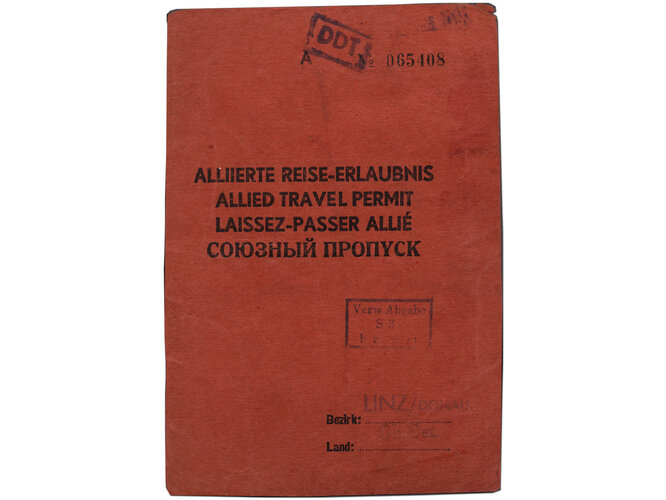 DDT
A № 065408
ALLIIERTE REISE-ERLAUBNIS
ALLIED TRAVEL PERMIT
LAISSEZ-PASSER ALLIÉ
СОЮЗНЫЙ ПРОПУСК
Verw Abgabe
S
LINZ/DONAU
Bezirk:
Land: